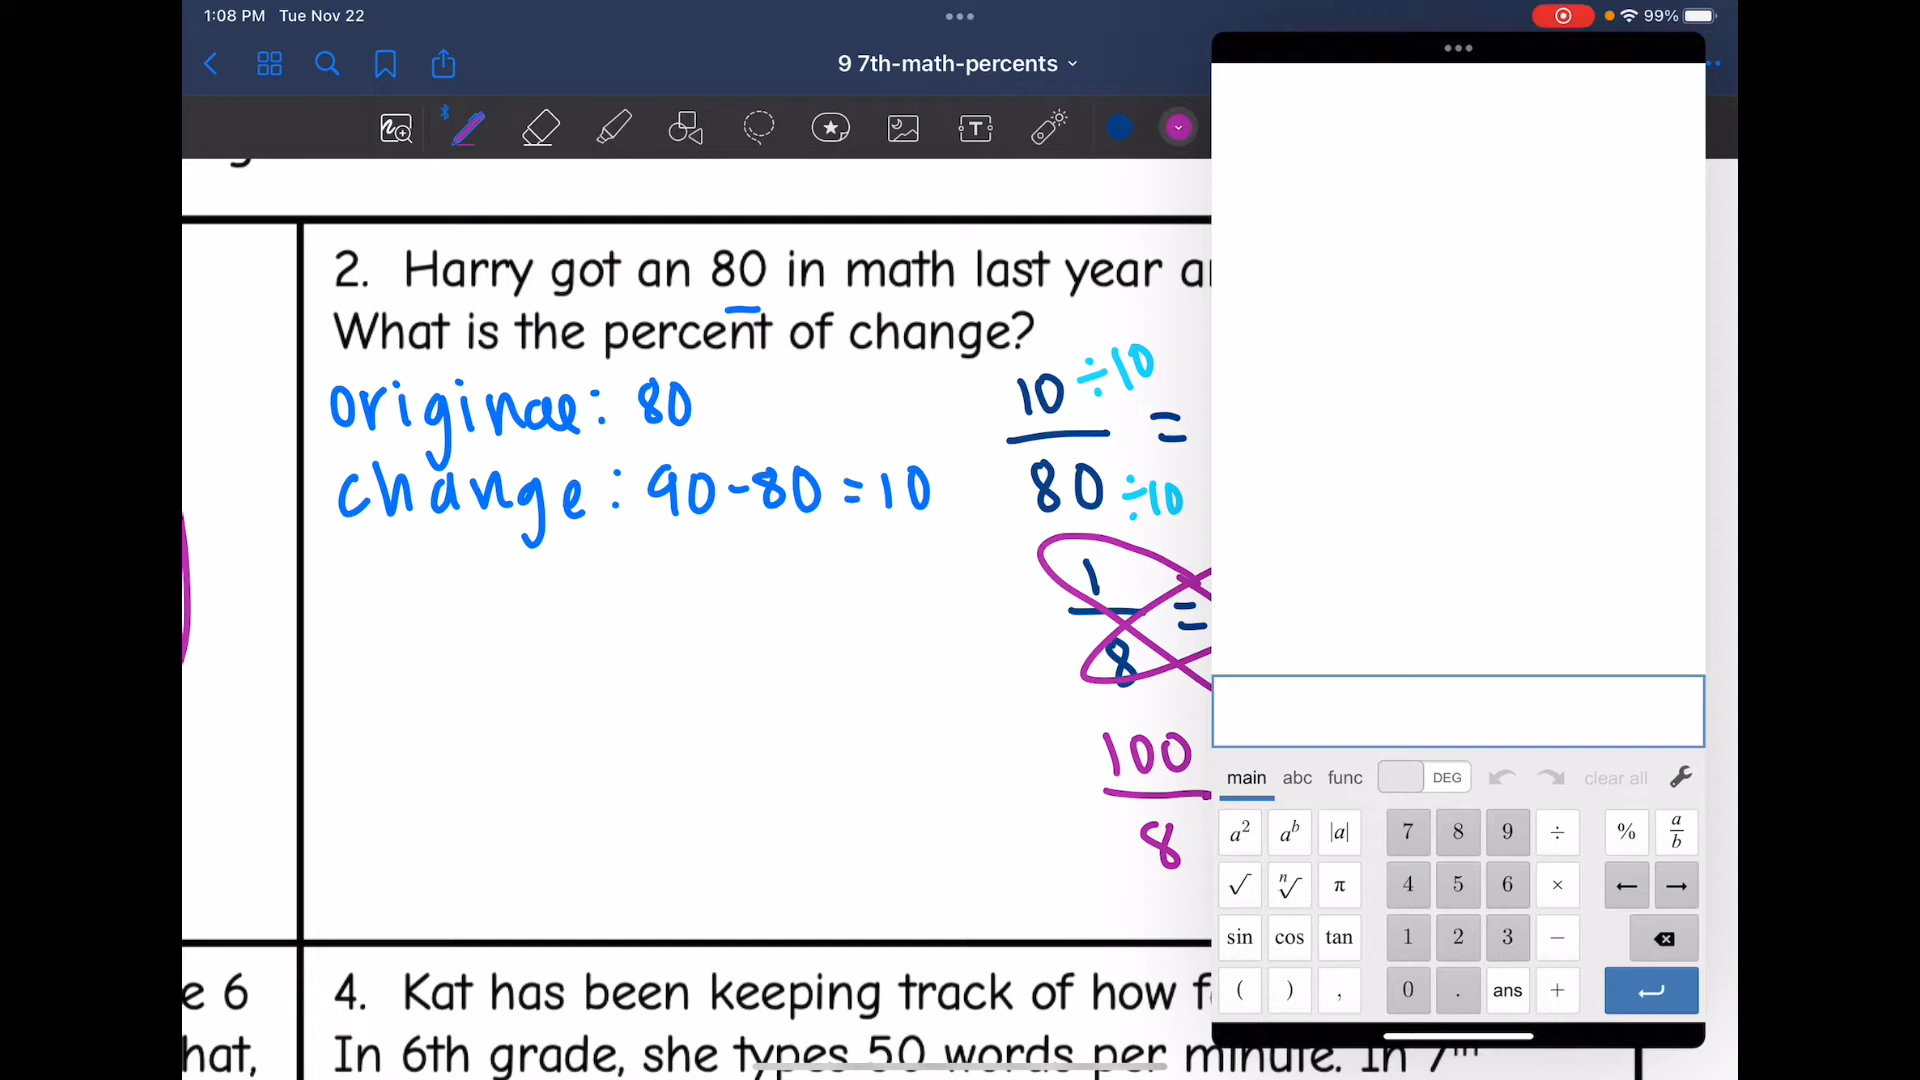 1:08 PM Tue Nov 22
99%
9 7th-math-percents
2. Harry got an 80 in math last year
What is the percent of change?
original: 80
change: 90-80=10
10 ÷10
80 ÷10
=
1
8
=
100
8
e 6
hat,
4. Kat has been keeping track of how
In 6th grade, she types 50 words per minute. In 7th
main abc func DEG clear all
a² aᵇ |a| 7 8 9 ÷ % a/b
√ ⁿ√ π 4 5 6 × ← →
sin cos tan 1 2 3 −
( ) , 0 . ans +